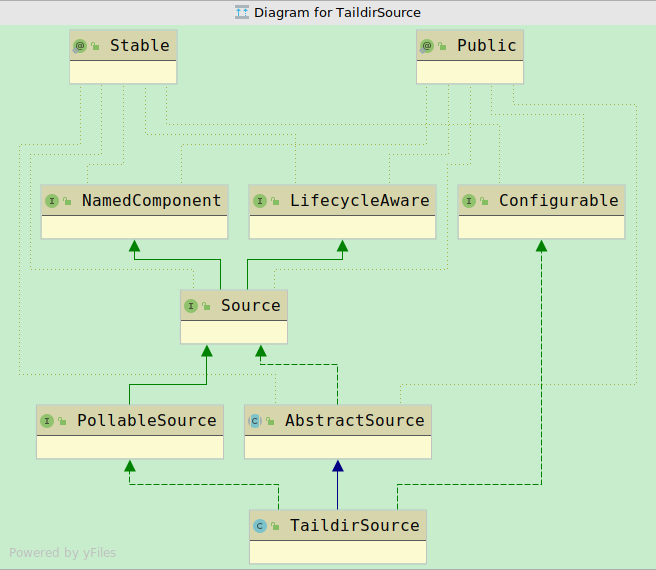 Diagram for TaildirSource
@ Stable
@ Public
I NamedComponent
I LifecycleAware
I Configurable
I Source
I PollableSource
C AbstractSource
C TaildirSource
Powered by yFiles